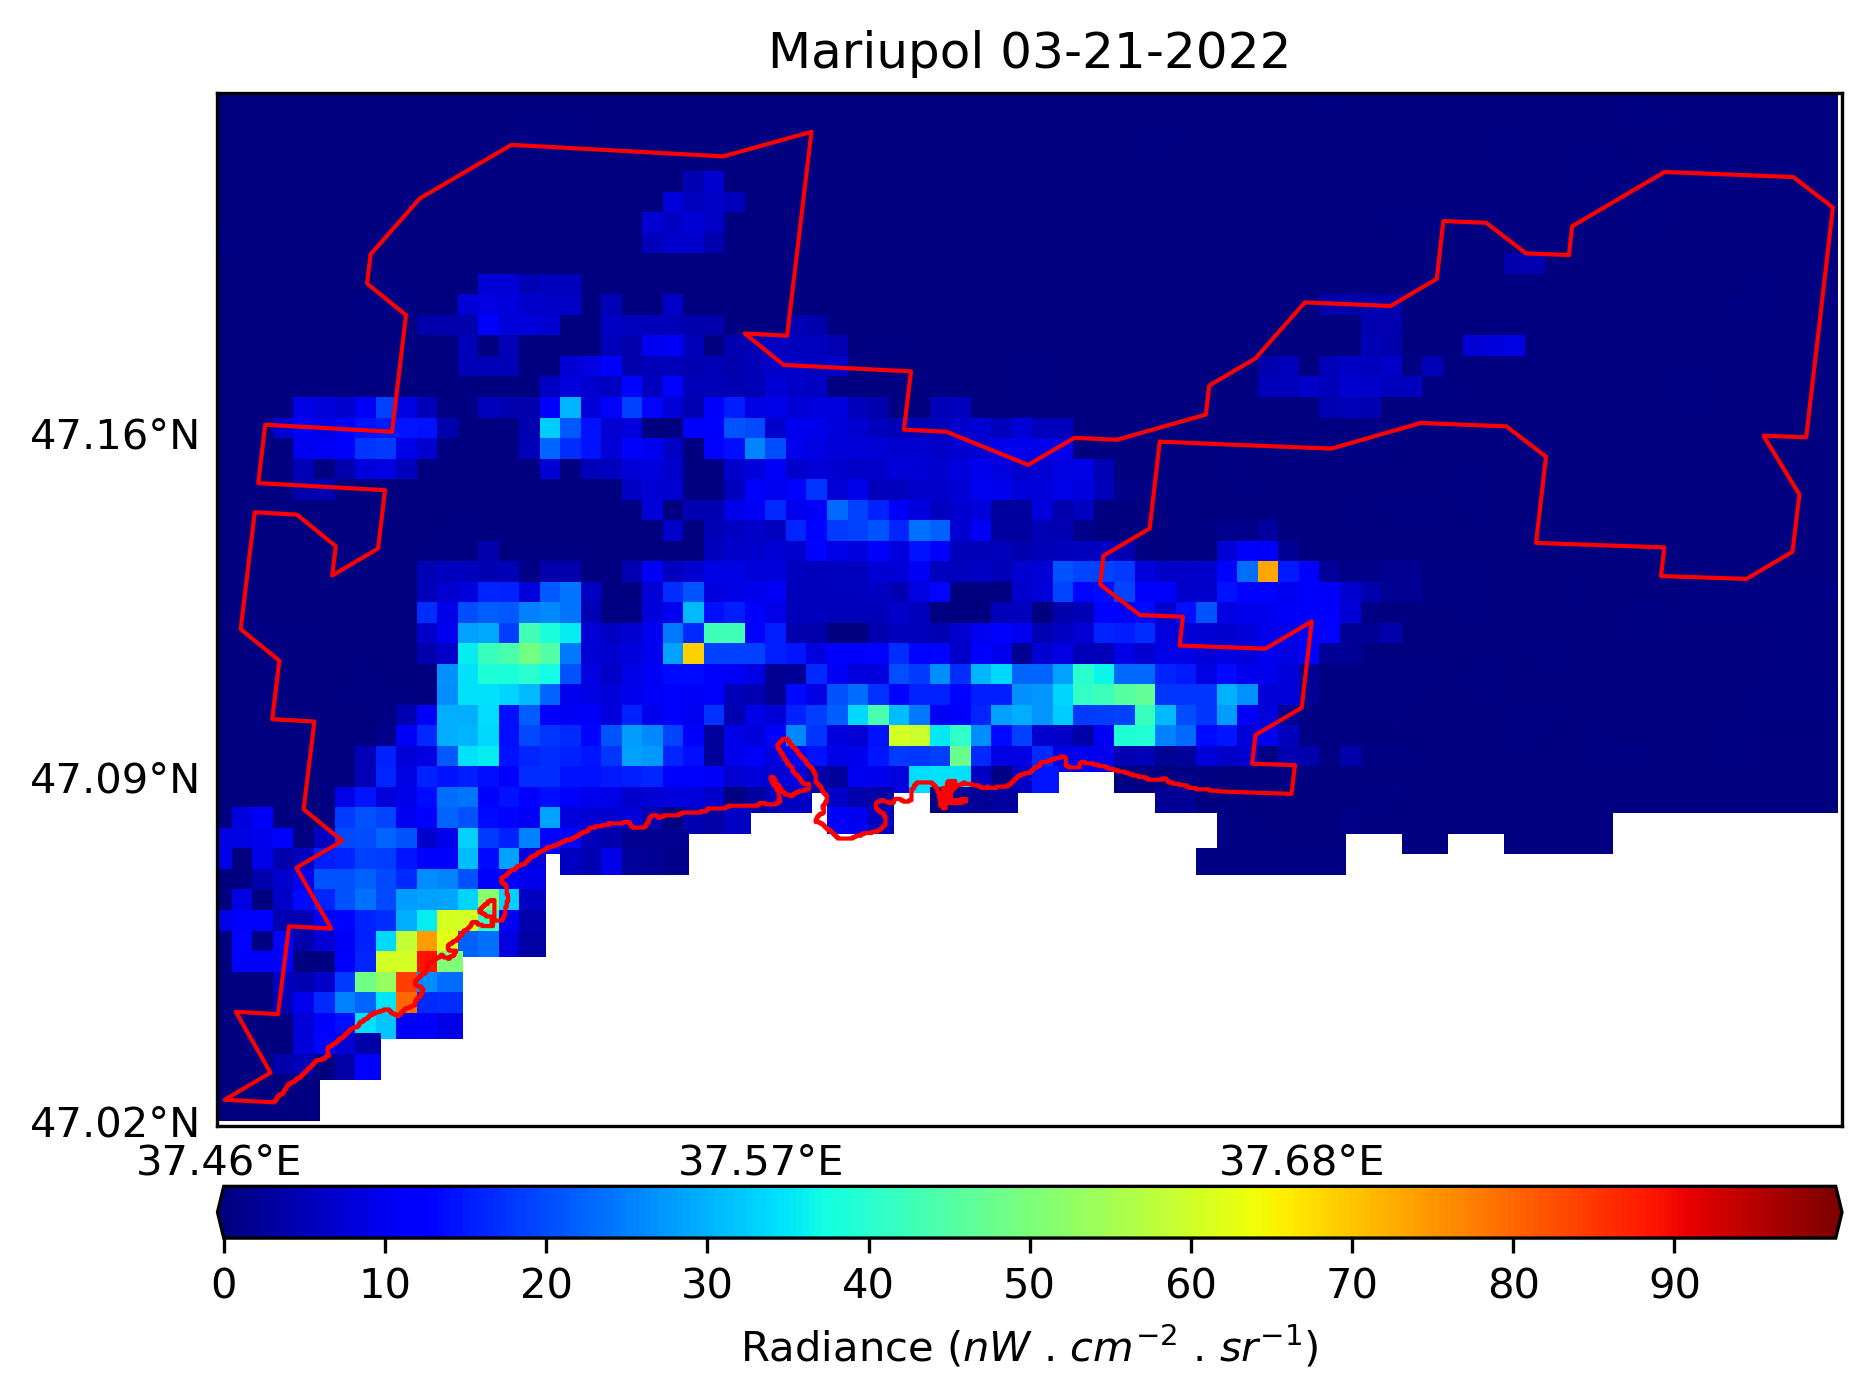 Mariupol 03-21-2022
47.16°N
47.09°N
47.02°N
37.46°E 37.57°E 37.68°E
0 10 20 30 40 50 60 70 80 90
Radiance (nW . cm⁻² . sr⁻¹)